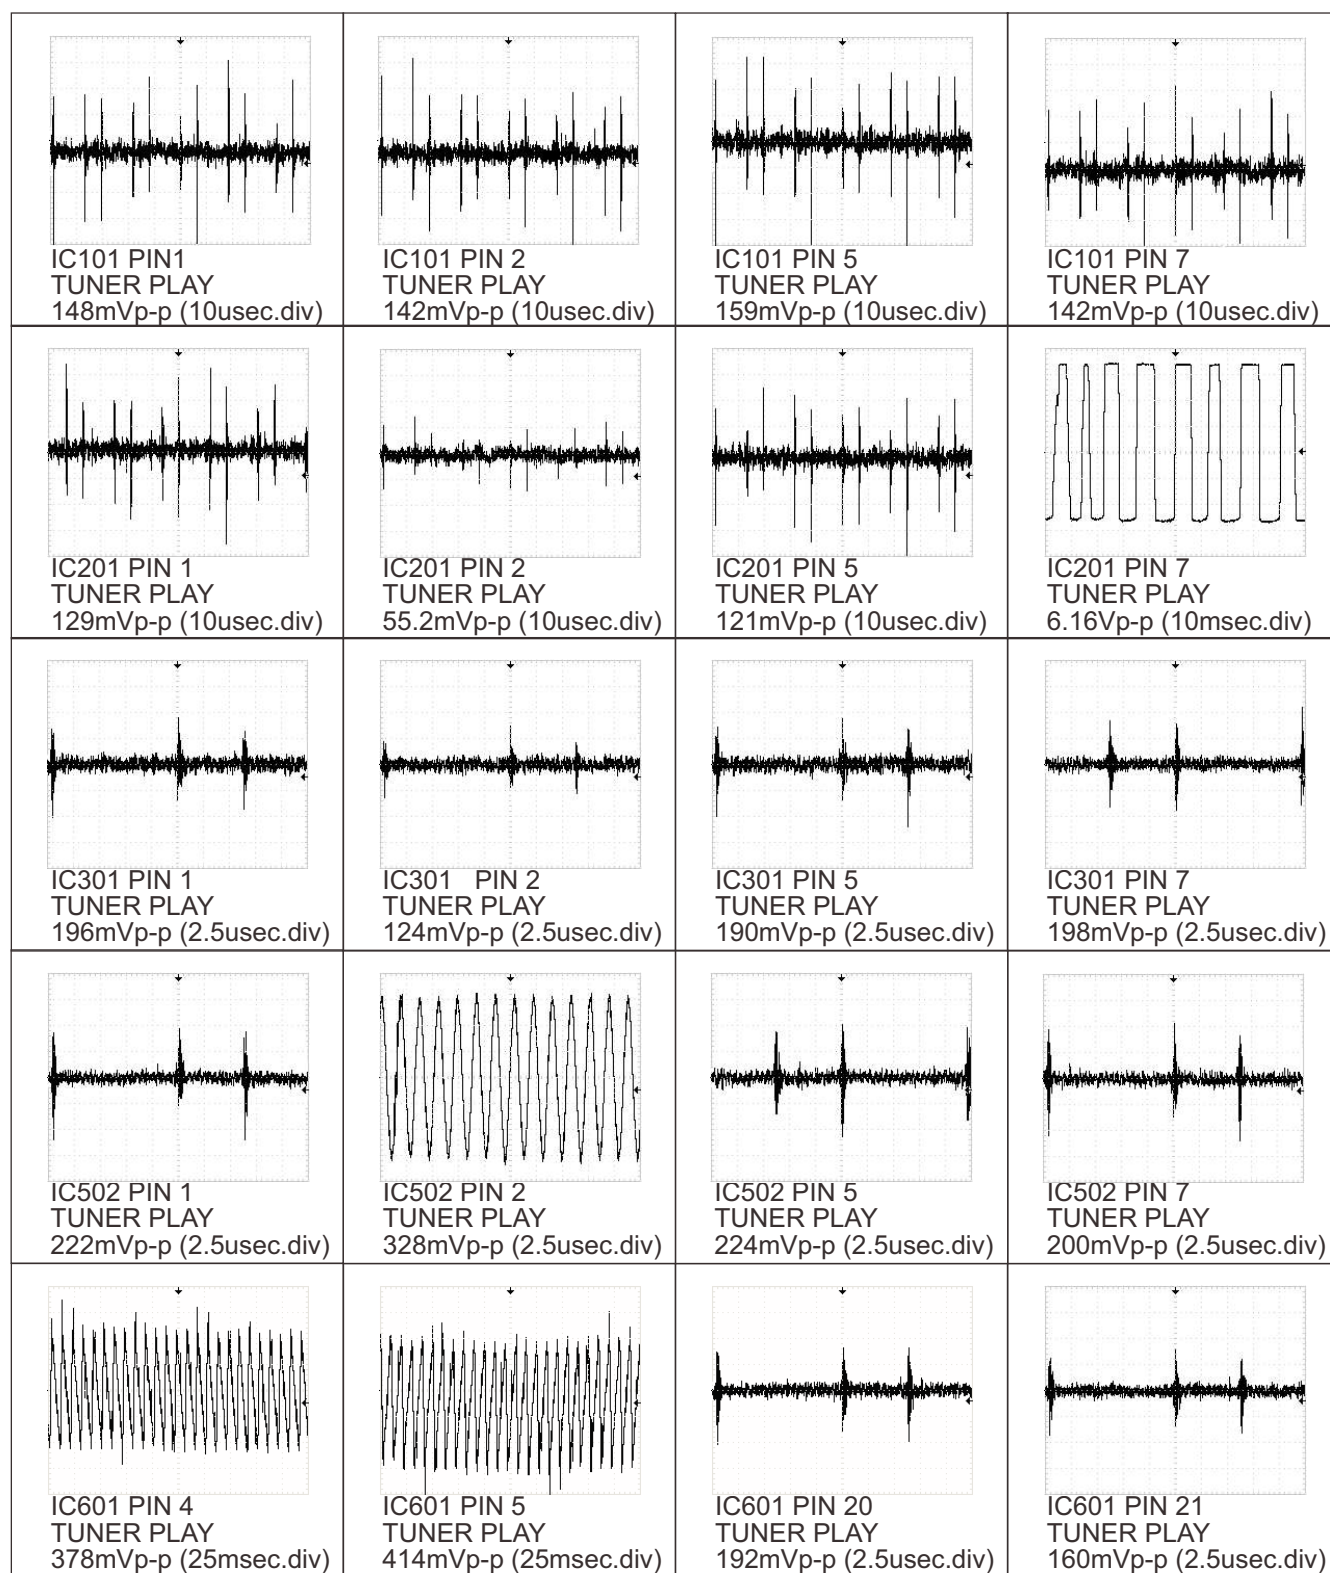 IC101 PIN1
TUNER PLAY
148mVp-p (10usec.div)
IC101 PIN 2
TUNER PLAY
142mVp-p (10usec.div)
IC101 PIN 5
TUNER PLAY
159mVp-p (10usec.div)
IC101 PIN 7
TUNER PLAY
142mVp-p (10usec.div)
IC201 PIN 1
TUNER PLAY
129mVp-p (10usec.div)
IC201 PIN 2
TUNER PLAY
55.2mVp-p (10usec.div)
IC201 PIN 5
TUNER PLAY
121mVp-p (10usec.div)
IC201 PIN 7
TUNER PLAY
6.16Vp-p (10msec.div)
IC301 PIN 1
TUNER PLAY
196mVp-p (2.5usec.div)
IC301 PIN 2
TUNER PLAY
124mVp-p (2.5usec.div)
IC301 PIN 5
TUNER PLAY
190mVp-p (2.5usec.div)
IC301 PIN 7
TUNER PLAY
198mVp-p (2.5usec.div)
IC502 PIN 1
TUNER PLAY
222mVp-p (2.5usec.div)
IC502 PIN 2
TUNER PLAY
328mVp-p (2.5usec.div)
IC502 PIN 5
TUNER PLAY
224mVp-p (2.5usec.div)
IC502 PIN 7
TUNER PLAY
200mVp-p (2.5usec.div)
IC601 PIN 4
TUNER PLAY
378mVp-p (25msec.div)
IC601 PIN 5
TUNER PLAY
414mVp-p (25msec.div)
IC601 PIN 20
TUNER PLAY
192mVp-p (2.5usec.div)
IC601 PIN 21
TUNER PLAY
160mVp-p (2.5usec.div)